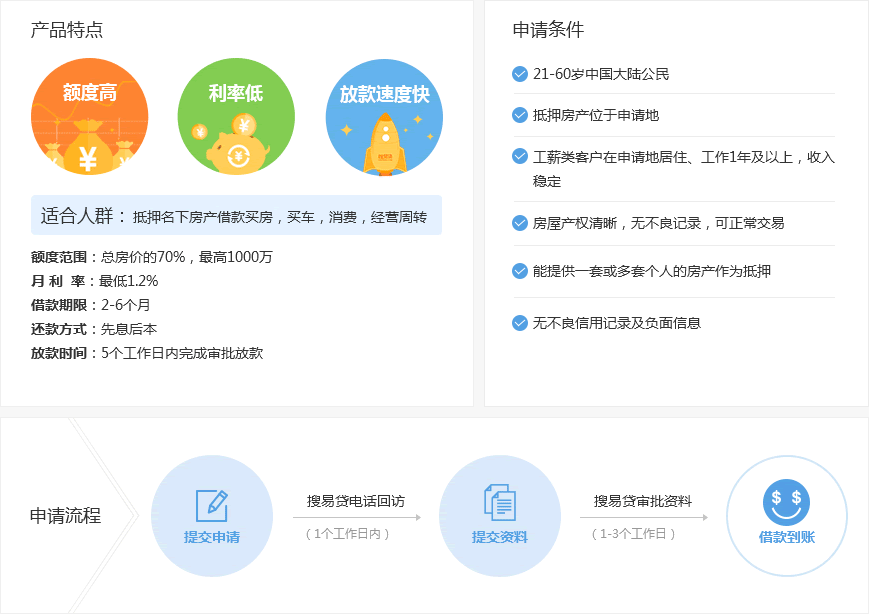 产品特点
额度高
利率低
放款速度快
适合人群：抵押名下房产借款买房，买车，消费，经营周转
额度范围：总房价的70%，最高1000万
月 利 率：最低1.2%
借款期限：2-6个月
还款方式：先息后本
放款时间：5个工作日内完成审批放款
申请条件
21-60岁中国大陆公民
抵押房产位于申请地
工薪类客户在申请地居住、工作1年及以上，收入
稳定
房屋产权清晰，无不良记录，可正常交易
能提供一套或多套个人的房产作为抵押
无不良信用记录及负面信息
申请流程
提交申请
搜易贷电话回访
（1个工作日内）
提交资料
搜易贷审批资料
（1-3个工作日）
借款到账